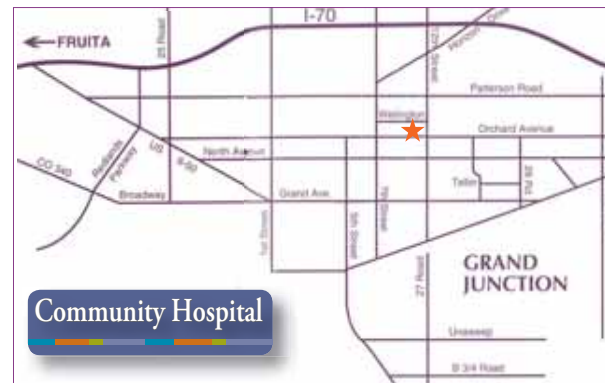 I-70
← FRUITA
25 Road
12th Street
Horizon Drive
Patterson Road
Wellington
Orchard Avenue
North Avenue
US 6-50
Redlands
Parkway
CO 340
Broadway
Grand Ave.
1st Street
5th Street
7th Street
Teller
28 Rd
27 Road
GRAND
JUNCTION
Unaweep
B 3/4 Road
Community Hospital